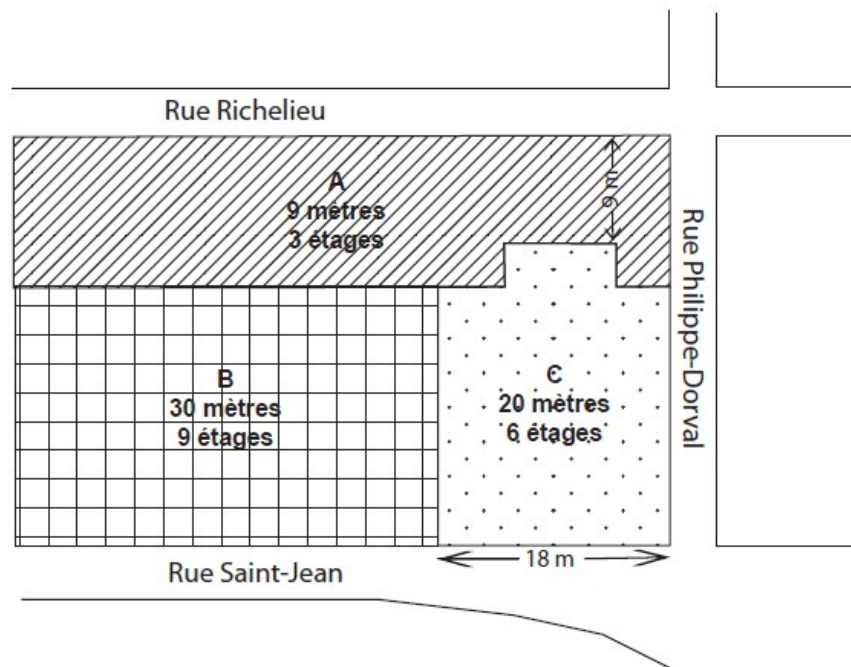 Rue Richelieu
A
9 mètres
3 étages
9 m
Rue Philippe-Dorval
B
30 mètres
9 étages
C
20 mètres
6 étages
18 m
Rue Saint-Jean